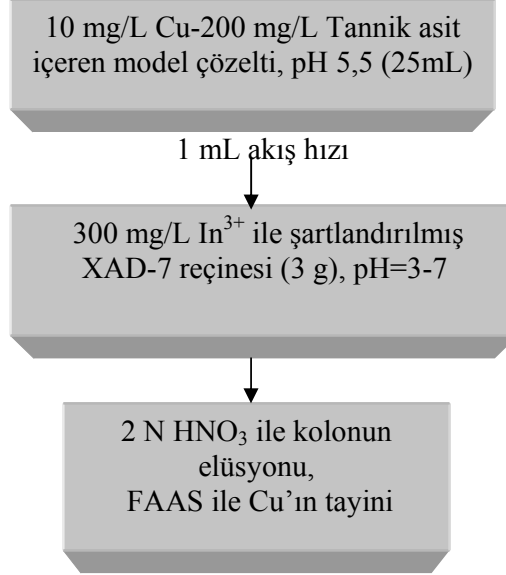 10 mg/L Cu-200 mg/L Tannik asit
içeren model çözelti, pH 5,5 (25mL)
1 mL akış hızı
300 mg/L In³⁺ ile şartlandırılmış
XAD-7 reçinesi (3 g), pH=3-7
2 N HNO₃ ile kolonun
elüsyonu,
FAAS ile Cu’ın tayini